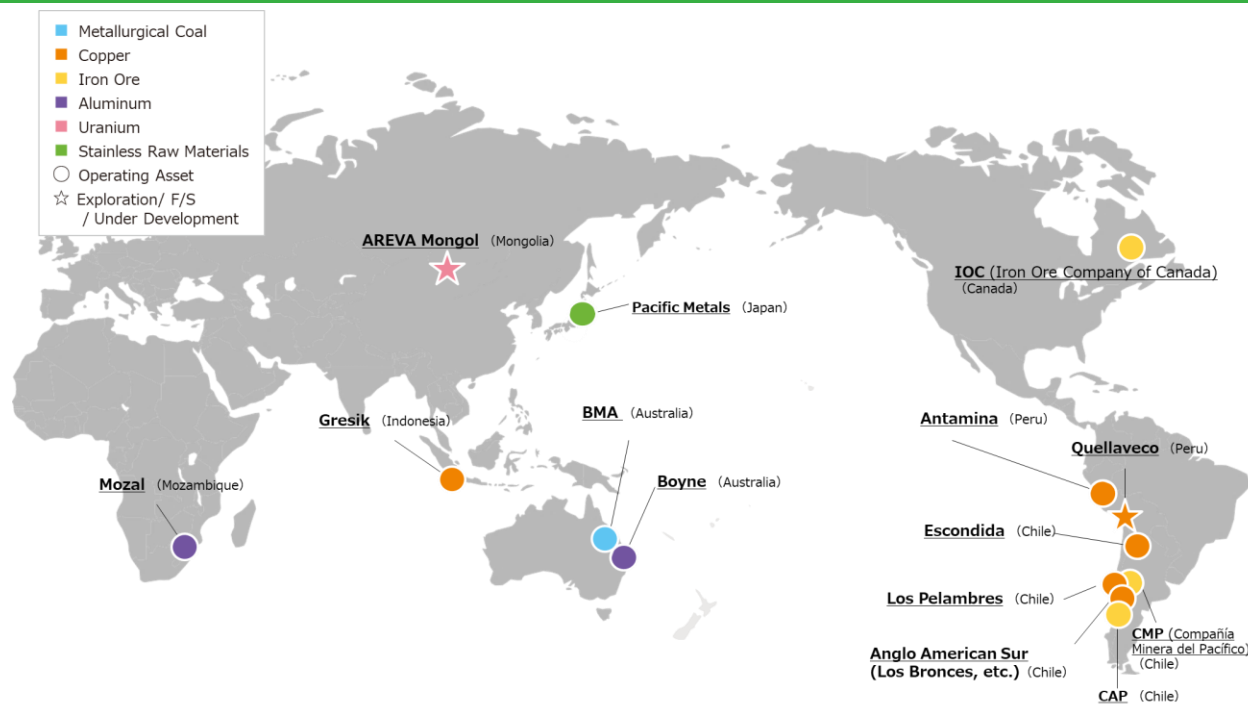 Metallurgical Coal
Copper
Iron Ore
Aluminum
Uranium
Stainless Raw Materials
Operating Asset
Exploration/ F/S
/ Under Development
AREVA Mongol (Mongolia)
IOC (Iron Ore Company of Canada)
(Canada)
Pacific Metals (Japan)
Gresik (Indonesia)
BMA (Australia)
Antamina (Peru)
Quellaveco (Peru)
Mozal (Mozambique)
Boyne (Australia)
Escondida (Chile)
Los Pelambres (Chile)
CMP (Compañía
Minera del Pacífico)
(Chile)
Anglo American Sur
(Los Bronces, etc.) (Chile)
CAP (Chile)